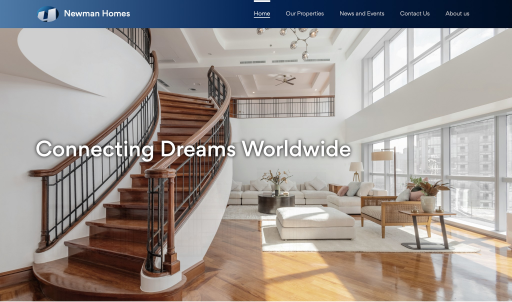 Newman Homes
Home
Our Properties
News and Events
Contact Us
About us
Connecting Dreams Worldwide